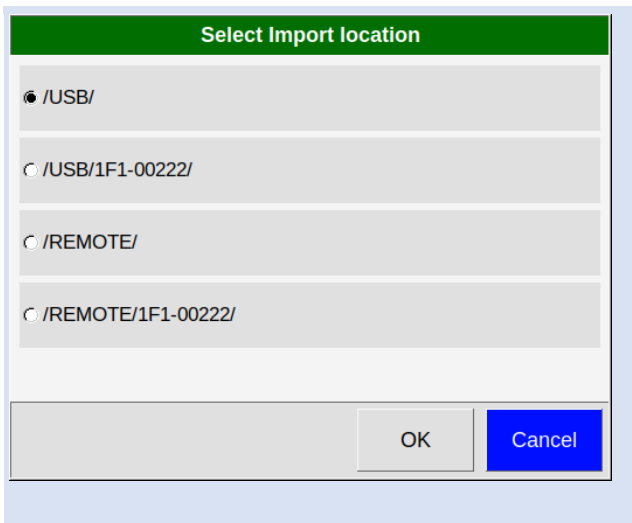 Select Import location
/USB/
/USB/1F1-00222/
/REMOTE/
/REMOTE/1F1-00222/
OK
Cancel